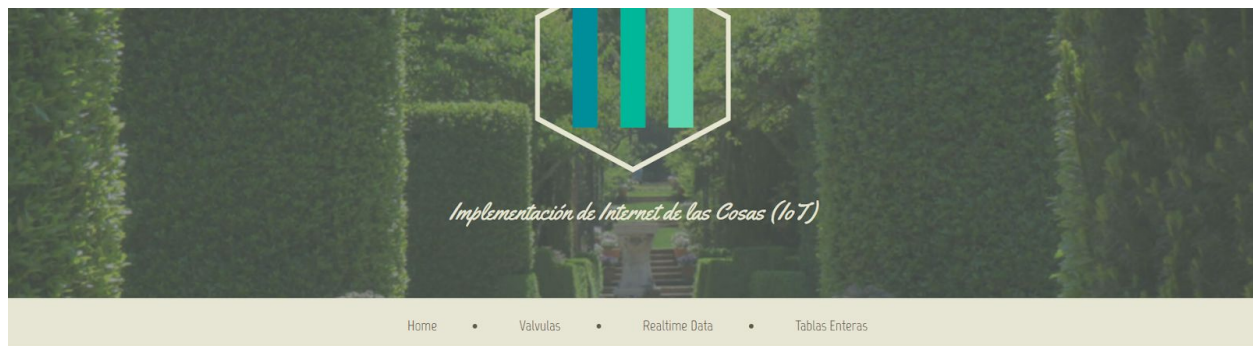 Implementación de Internet de las Cosas (IoT)
Home • Valvulas • Realtime Data • Tablas Enteras